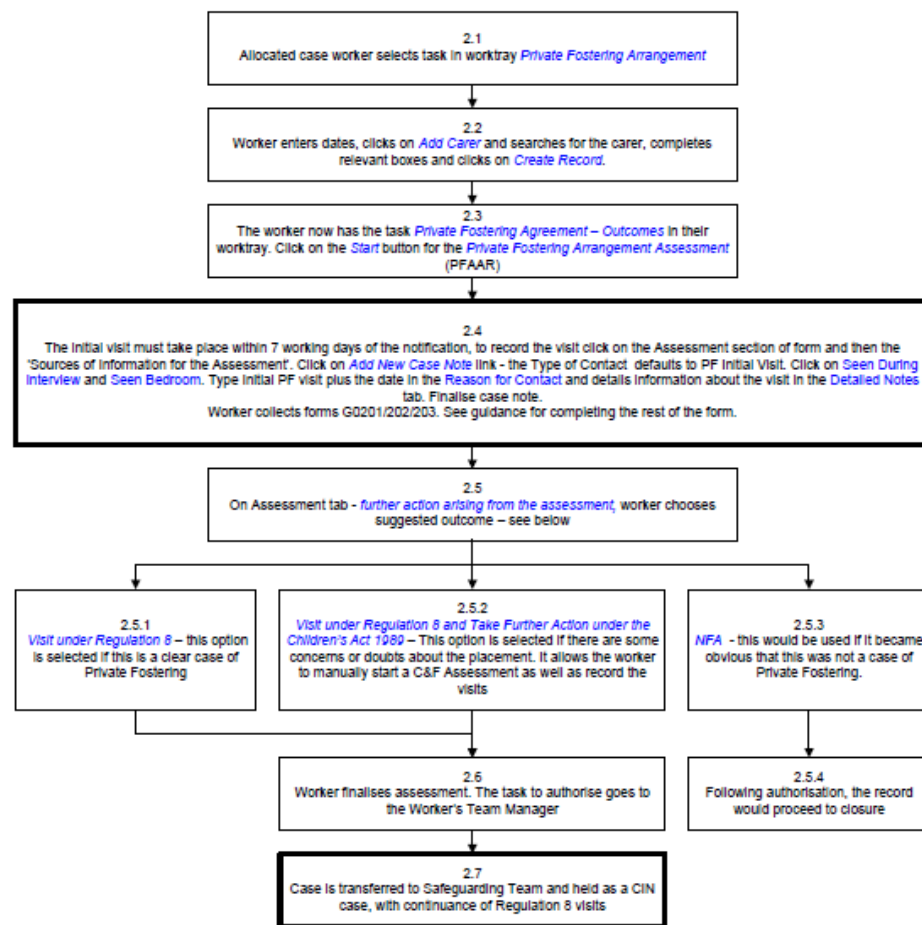 2.1
Allocated case worker selects task in worktray Private Fostering Arrangement
2.2
Worker enters dates, clicks on Add Carer and searches for the carer, completes
relevant boxes and clicks on Create Record.
2.3
The worker now has the task Private Fostering Agreement – Outcomes in their
worktray. Click on the Start button for the Private Fostering Arrangement Assessment
(PFAAR)
2.4
The initial visit must take place within 7 working days of the notification, to record the visit click on the Assessment section of form and then the
'Sources of Information for the Assessment'. Click on Add New Case Note link - the Type of Contact defaults to PF Initial Visit. Click on Seen During
Interview and Seen Bedroom. Type Initial PF visit plus the date in the Reason for Contact and details information about the visit in the Detailed Notes
tab. Finalise case note.
Worker collects forms G0201/202/203. See guidance for completing the rest of the form.
2.5
On Assessment tab - further action arising from the assessment, worker chooses
suggested outcome – see below
2.5.1
Visit under Regulation 8 – this option
is selected if this is a clear case of
Private Fostering
2.5.2
Visit under Regulation 8 and Take Further Action under the
Children's Act 1989 – This option is selected if there are some
concerns or doubts about the placement. It allows the worker
to manually start a C&F Assessment as well as record the
visits
2.5.3
NFA - this would be used if it became
obvious that this was not a case of
Private Fostering.
2.6
Worker finalises assessment. The task to authorise goes to
the Worker's Team Manager
2.5.4
Following authorisation, the record
would proceed to closure
2.7
Case is transferred to Safeguarding Team and held as a CIN
case, with continuance of Regulation 8 visits